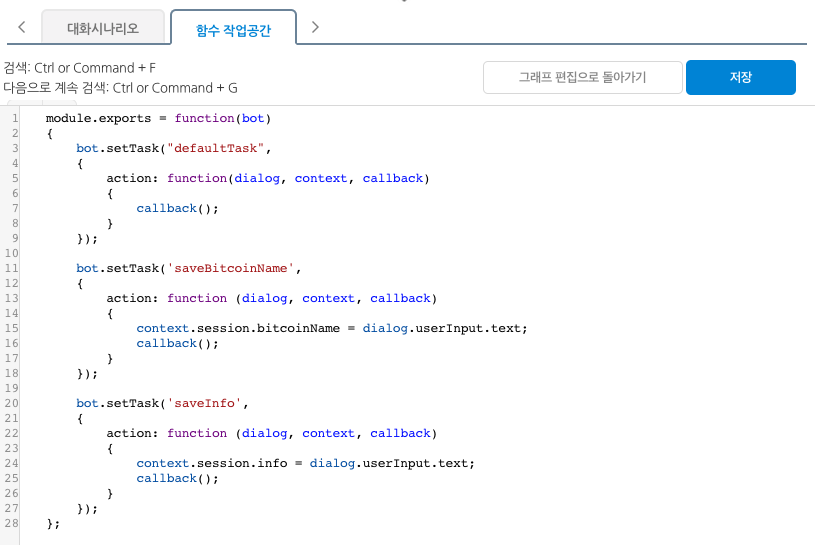 < 대화시나리오 함수 작업공간 >
검색: Ctrl or Command + F
다음으로 계속 검색: Ctrl or Command + G
그래프 편집으로 돌아가기 저장
1 module.exports = function(bot)
2 {
3 bot.setTask("defaultTask",
4 {
5 action: function(dialog, context, callback)
6 {
7 callback();
8 }
9 });
10
11 bot.setTask('saveBitcoinName',
12 {
13 action: function (dialog, context, callback)
14 {
15 context.session.bitcoinName = dialog.userInput.text;
16 callback();
17 }
18 });
19
20 bot.setTask('saveInfo',
21 {
22 action: function (dialog, context, callback)
23 {
24 context.session.info = dialog.userInput.text;
25 callback();
26 }
27 });
28 };